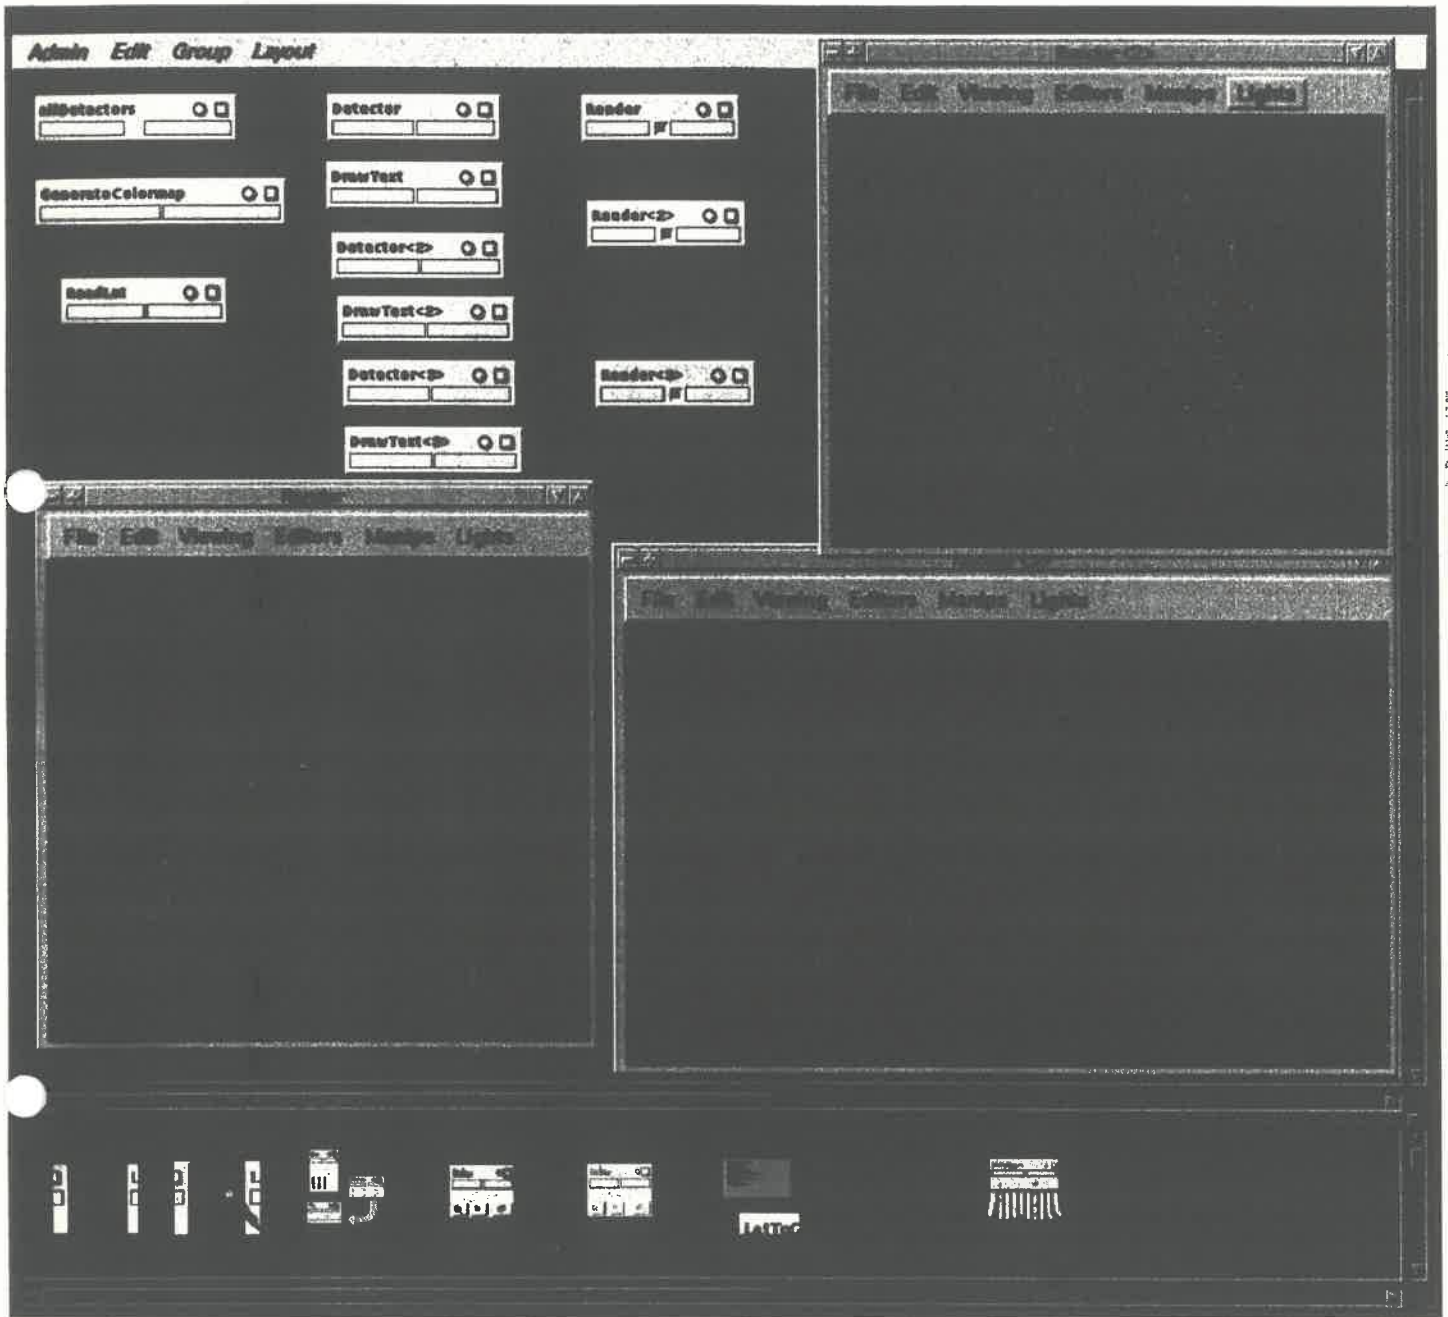 Admin Edit Group Layout
allDetectors
Detector
Render
GenerateColormap
DrawText
Render<2>
Detector<2>
ReadLat
DrawText<2>
Detector<3>
Render<3>
DrawText<3>
File Edit Viewing Editors Manips Lights
File Edit Viewing Editors Manips Lights
File Edit Viewing Editors Manips Lights